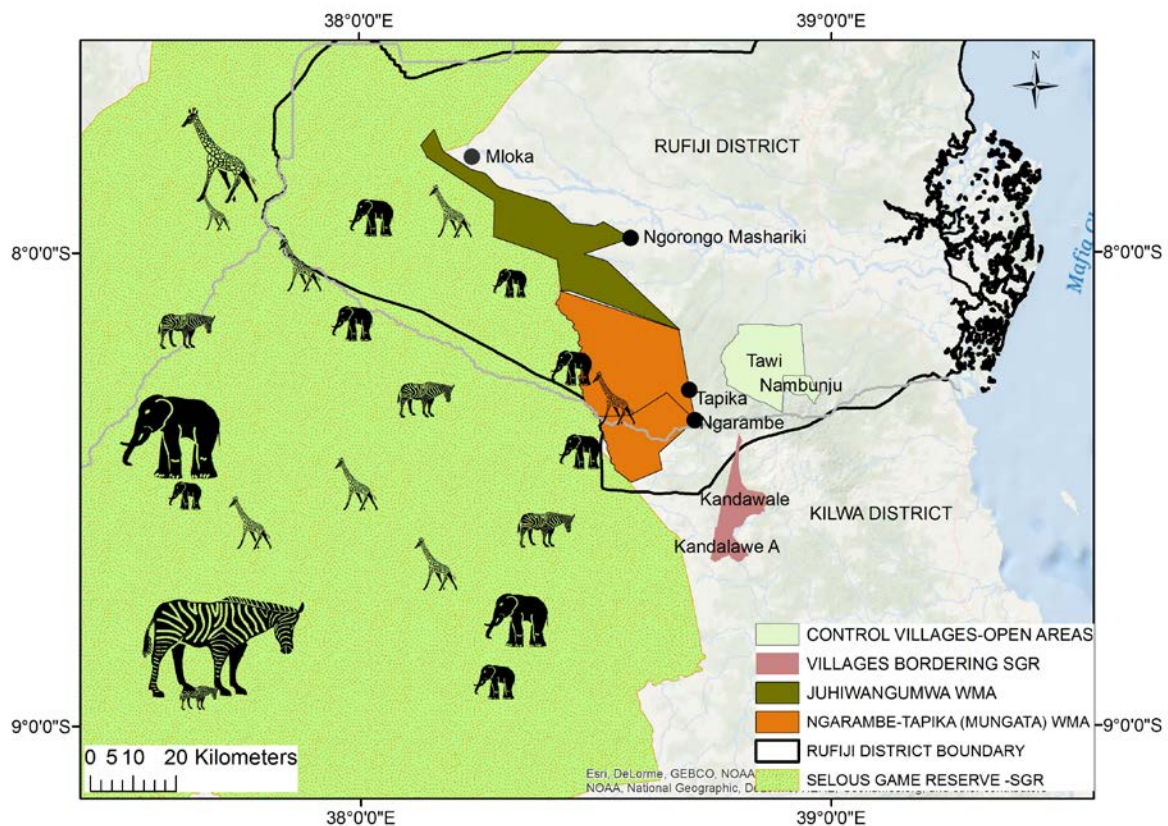 38°0'0"E
39°0'0"E
N
RUFIJI DISTRICT
Mloka
Ngorongo Mashariki
8°0'0"S
8°0'0"S
Mafia
Tawi
Nambunju
Tapika
Ngarambe
Kandawale
KILWA DISTRICT
Kandalawe A
CONTROL VILLAGES-OPEN AREAS
VILLAGES BORDERING SGR
JUHIWANGUMWA WMA
NGARAMBE-TAPIKA (MUNGATA) WMA
RUFIJI DISTRICT BOUNDARY
SELOUS GAME RESERVE -SGR
9°0'0"S
9°0'0"S
0 5 10 20 Kilometers
Esri, DeLorme, GEBCO, NOAA
NOAA, National Geographic,
38°0'0"E
39°0'0"E